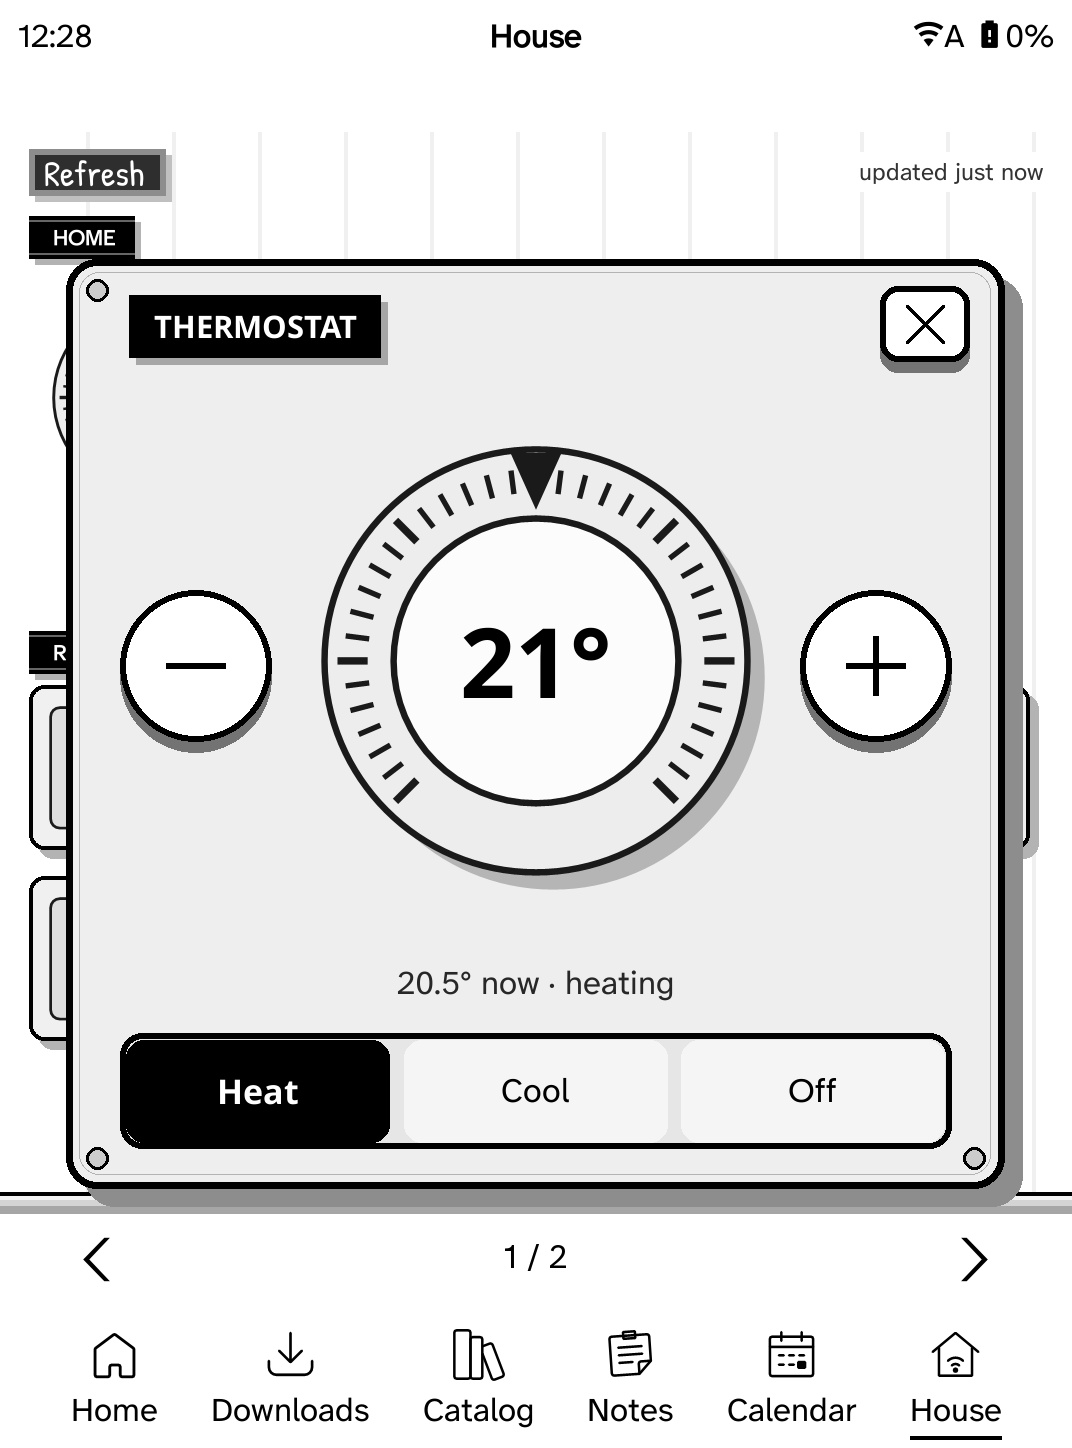 12:28 House A 0%
Refresh updated just now
HOME
THERMOSTAT
21°
R
20.5° now · heating
Heat Cool Off
1 / 2
Home Downloads Catalog Notes Calendar House